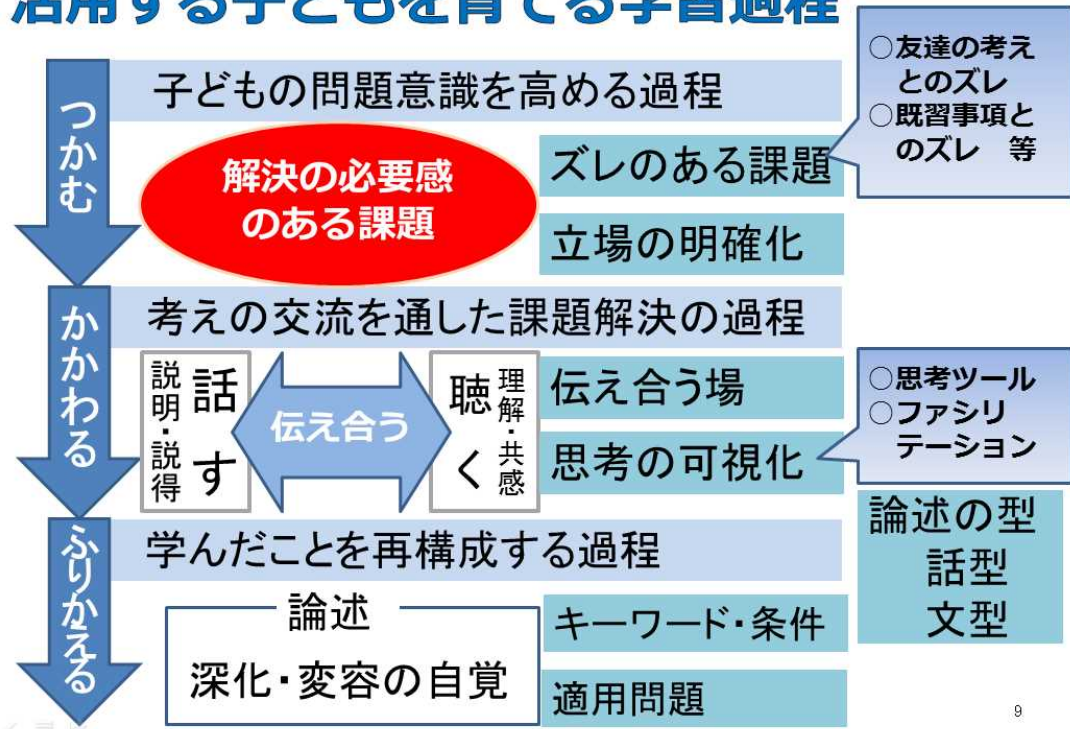 活用する子どもを育てる学習過程
つかむ
子どもの問題意識を高める過程
解決の必要感
のある課題
ズレのある課題
立場の明確化
○友達の考え
とのズレ
○既習事項と
のズレ 等
かかわる
考えの交流を通した課題解決の過程
話す
説明・説得
伝え合う
聴く
理解・共感
伝え合う場
思考の可視化
○思考ツール
○ファシリ
テーション
論述の型
話型
文型
ふりかえる
学んだことを再構成する過程
論述
深化・変容の自覚
キーワード・条件
適用問題
9